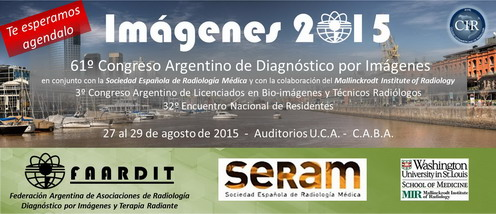 Te esperamos
agendalo
Imágenes 2015
CIR
61º Congreso Argentino de Diagnóstico por Imágenes
en conjunto con la Sociedad Española de Radiología Médica y con la colaboración del Mallinckrodt Institute of Radiology
3º Congreso Argentino de Licenciados en Bio-imágenes y Técnicos Radiólogos
32º Encuentro Nacional de Residentes
27 al 29 de agosto de 2015 - Auditorios U.C.A. - C.A.B.A.
FAARDIT
Federación Argentina de Asociaciones de Radiología
Diagnóstico por Imágenes y Terapia Radiante
seram
Sociedad Española de Radiología Médica
Washington
University in St. Louis
SCHOOL OF MEDICINE
MIR Mallinckrodt Institute
of Radiology